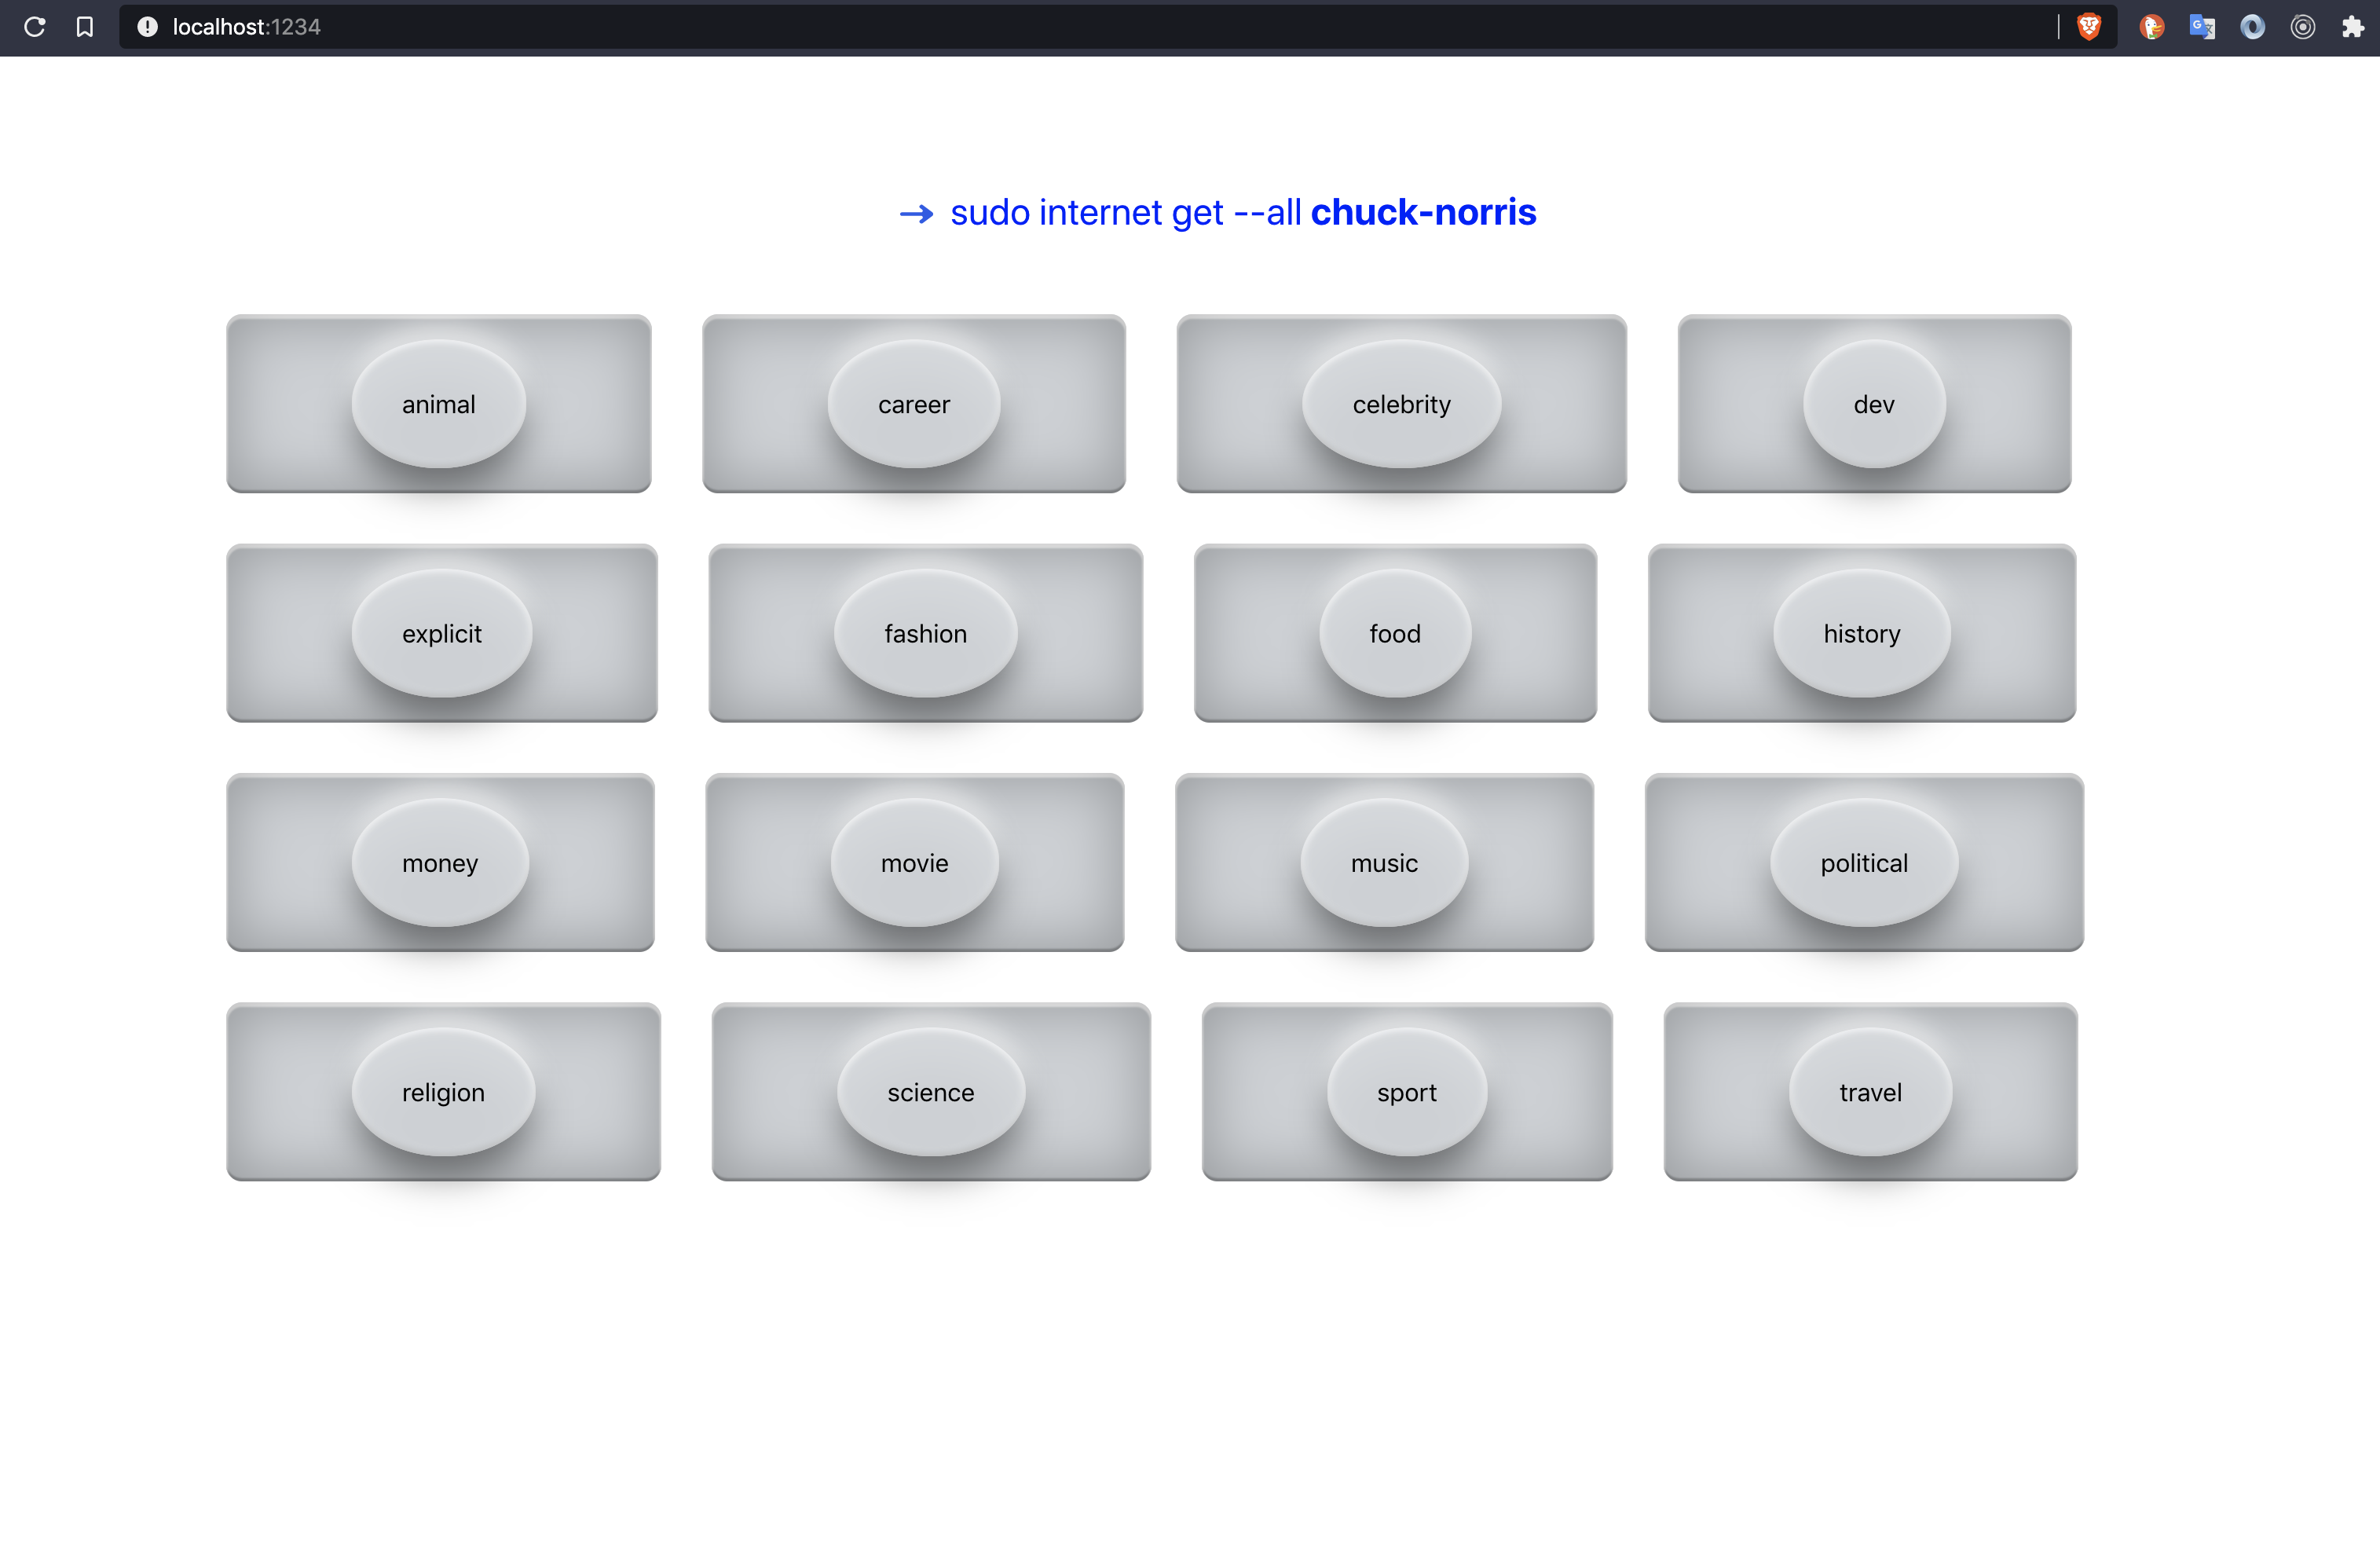 localhost:1234
→ sudo internet get --all chuck-norris
animal career celebrity dev
explicit fashion food history
money movie music political
religion science sport travel